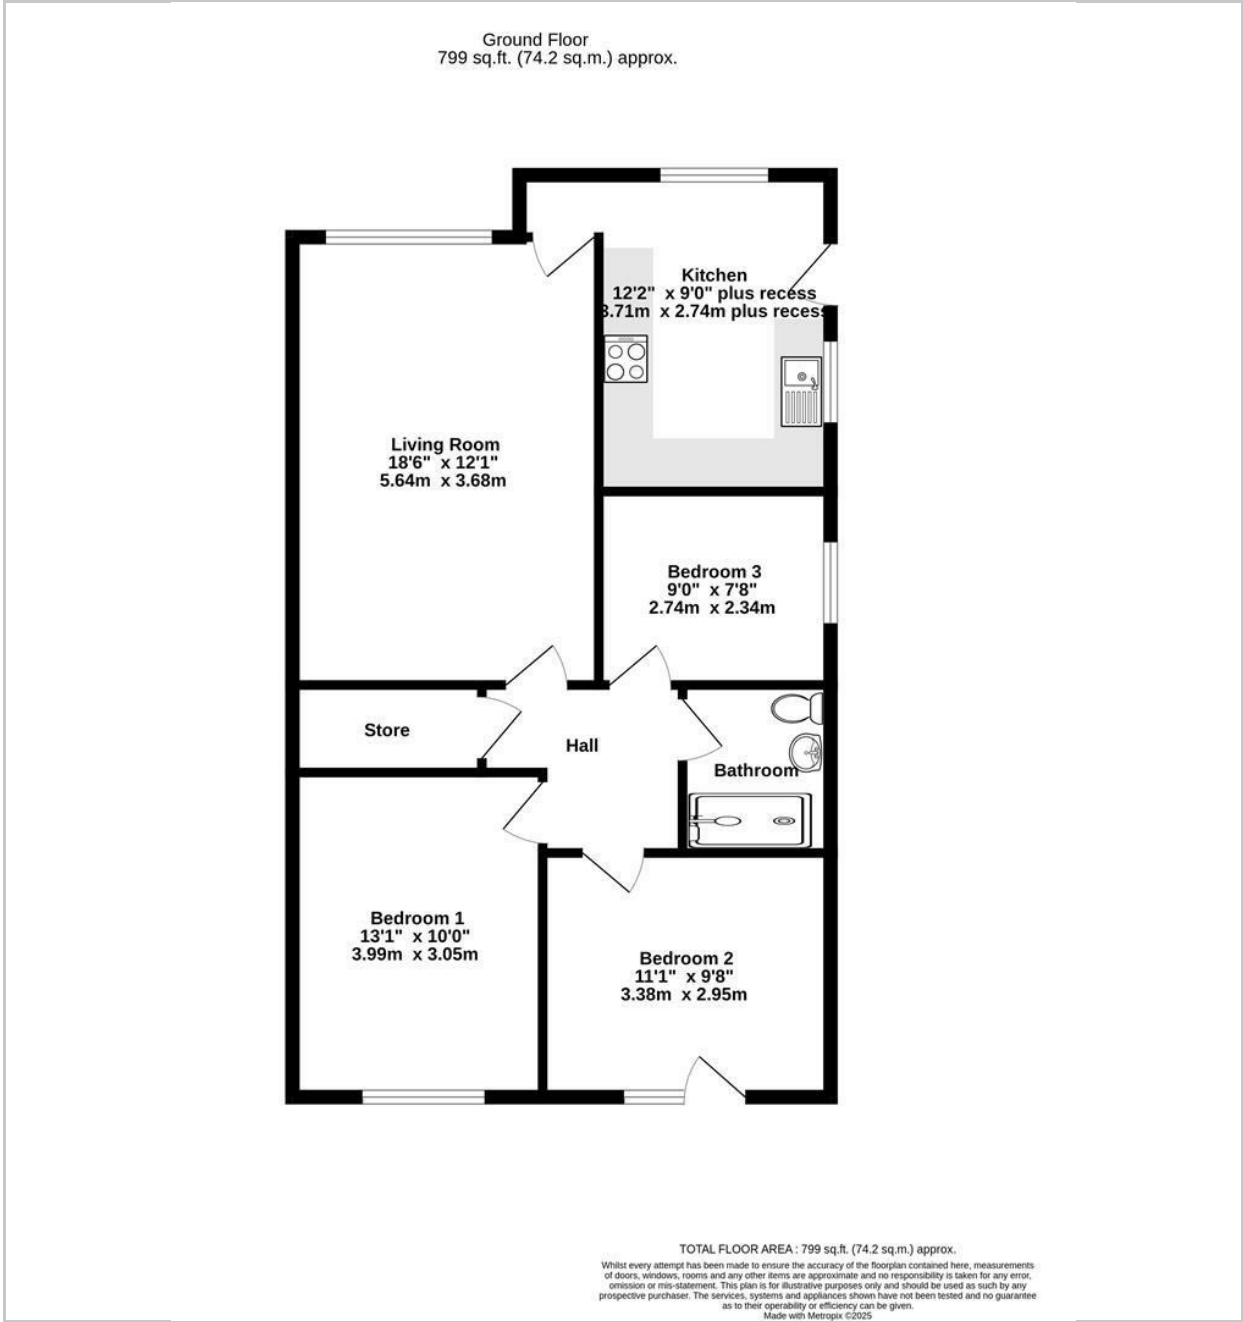 Ground Floor
799 sq.ft. (74.2 sq.m.) approx.
Kitchen
12'2" x 9'0" plus recess
3.71m x 2.74m plus recess
Living Room
18'6" x 12'1"
5.64m x 3.68m
Bedroom 3
9'0" x 7'8"
2.74m x 2.34m
Store
Hall
Bathroom
Bedroom 1
13'1" x 10'0"
3.99m x 3.05m
Bedroom 2
11'1" x 9'8"
3.38m x 2.95m
TOTAL FLOOR AREA : 799 sq.ft. (74.2 sq.m.) approx.
Whilst every attempt has been made to ensure the accuracy of the floorplan contained here, measurements
of doors, windows, rooms and any other items are approximate and no responsibility is taken for any error,
omission or mis-statement. This plan is for illustrative purposes only and should be used as such by any
prospective purchaser. The services, systems and appliances shown have not been tested and no guarantee
as to their operability or efficiency can be given.
Made with Metropix ©2025